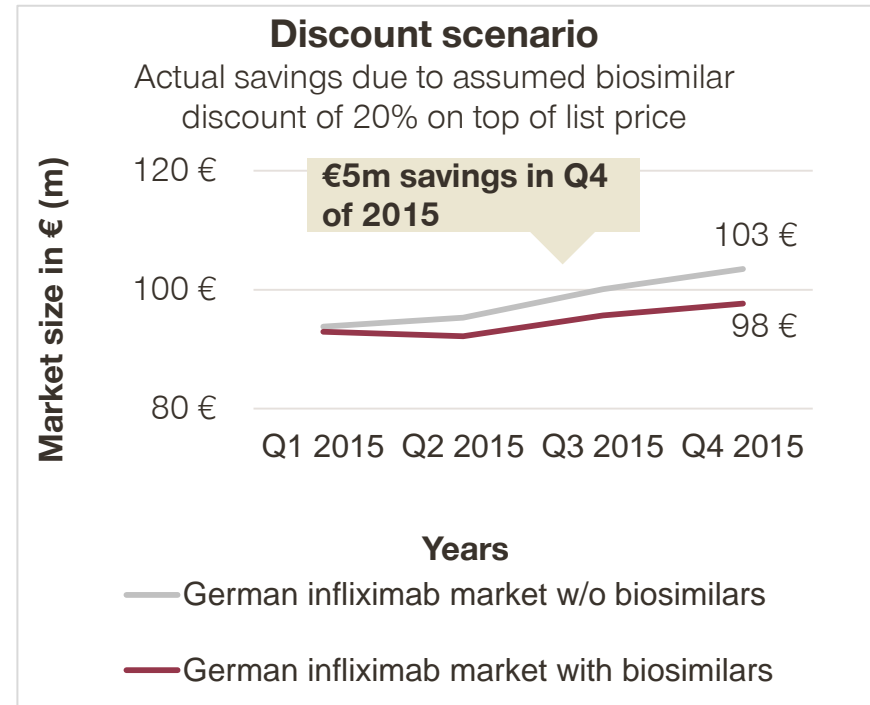 Discount scenario
Actual savings due to assumed biosimilar
discount of 20% on top of list price
Market size in € (m)
120 €
100 €
80 €
€5m savings in Q4
of 2015
103 €
98 €
Q1 2015 Q2 2015 Q3 2015 Q4 2015
Years
German infliximab market w/o biosimilars
German infliximab market with biosimilars